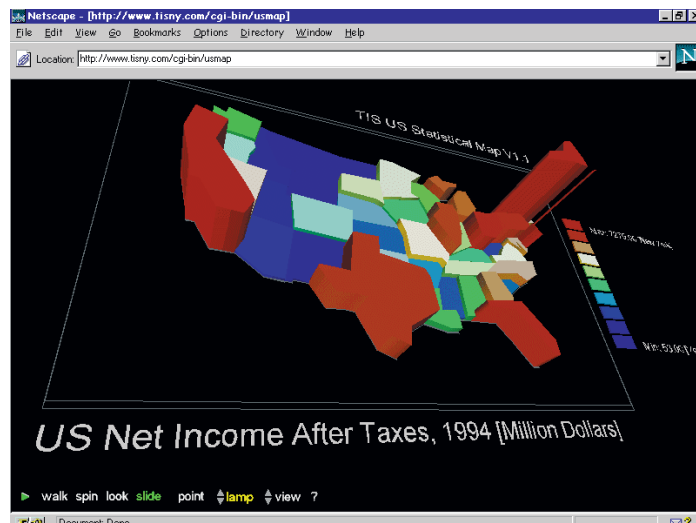 Netscape - [http://www.tisny.com/cgi-bin/usmap]
File Edit View Go Bookmarks Options Directory Window Help
Location: http://www.tisny.com/cgi-bin/usmap
N
TIS US Statistical Map V1.1
US Net Income After Taxes, 1994 [Million Dollars]
walk spin look slide point lamp view ?
Document: Done